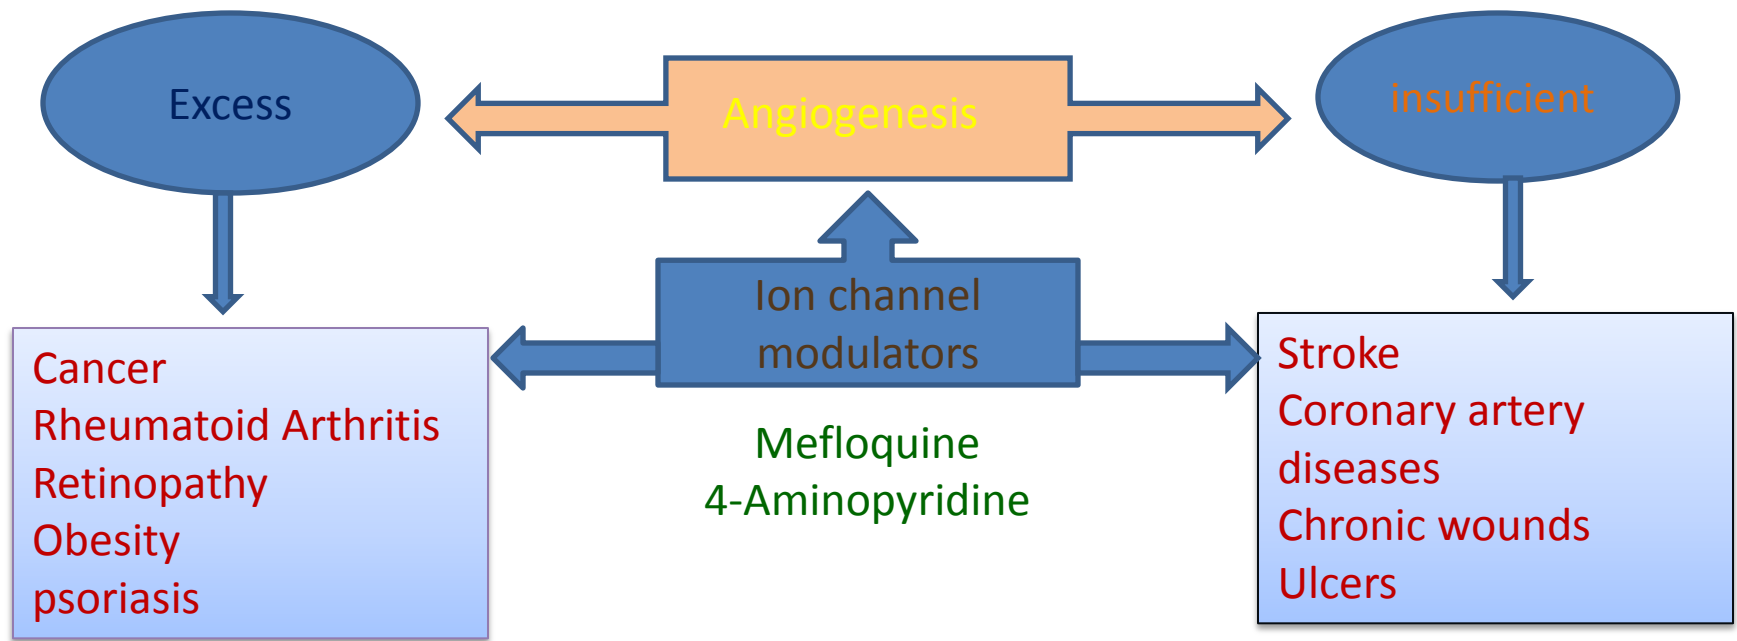 Excess
Angiogenesis
insufficient
Ion channel
modulators
Mefloquine
4-Aminopyridine
Cancer
Rheumatoid Arthritis
Retinopathy
Obesity
psoriasis
Stroke
Coronary artery
diseases
Chronic wounds
Ulcers